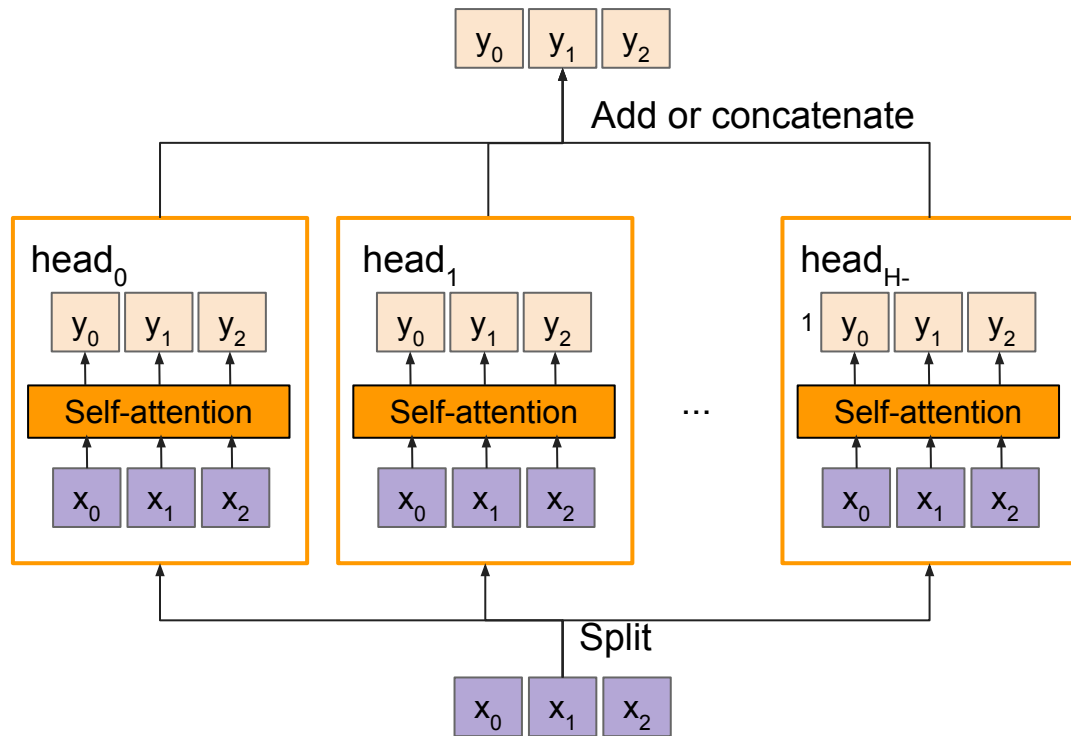 y0 y1 y2
Add or concatenate
head0 head1 headH-
1
y0 y1 y2 y0 y1 y2 y0 y1 y2
Self-attention Self-attention ... Self-attention
x0 x1 x2 x0 x1 x2 x0 x1 x2
Split
x0 x1 x2